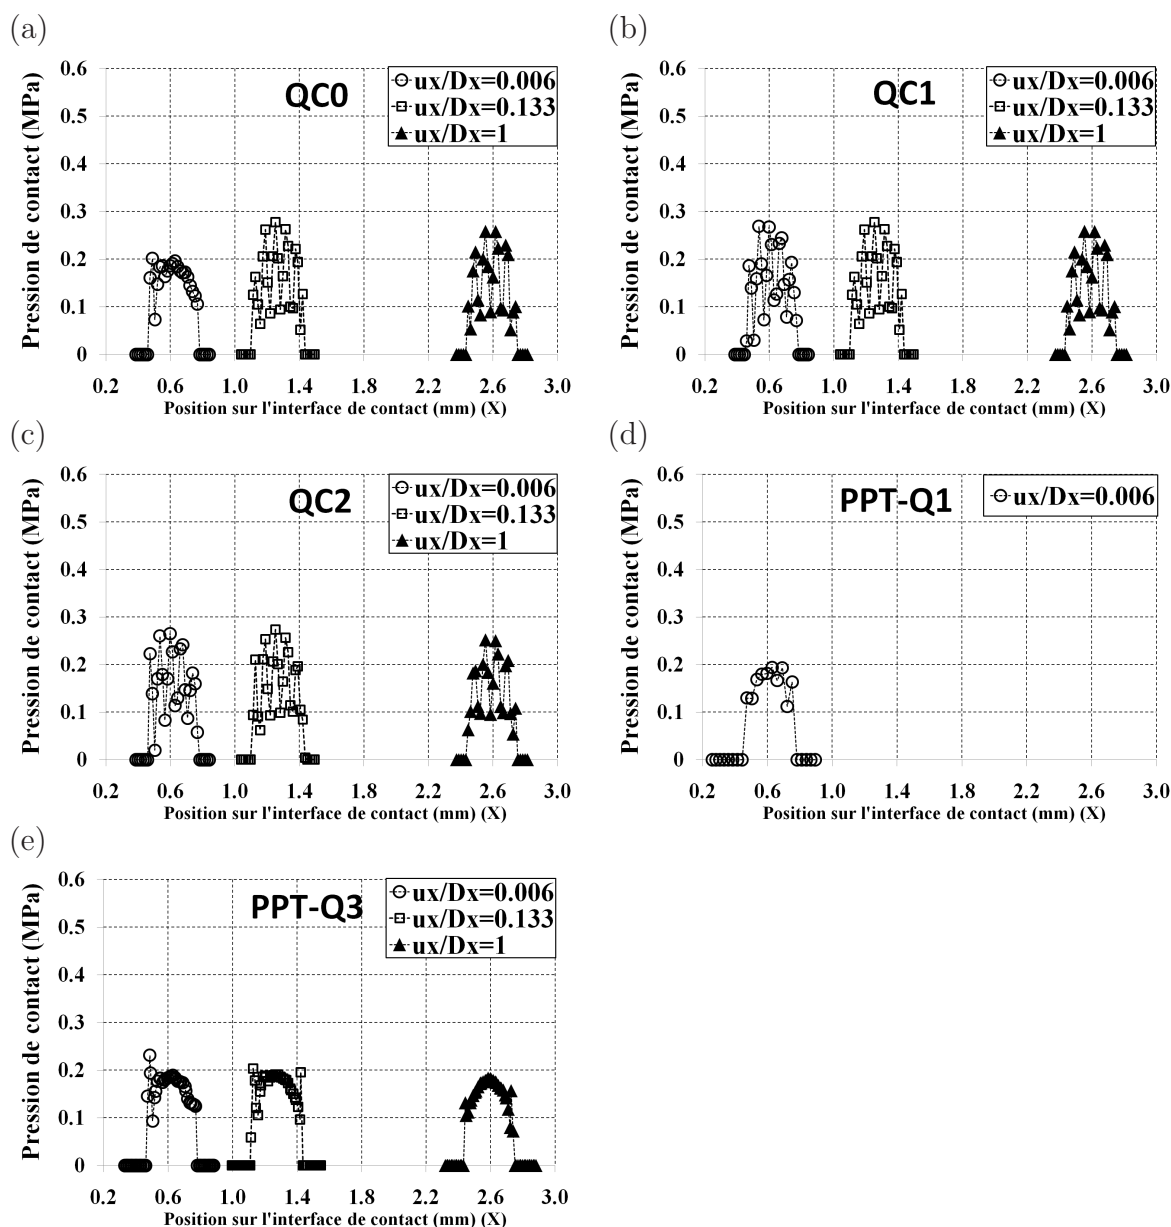 (a)
QC0
ux/Dx=0.006
ux/Dx=0.133
ux/Dx=1
Pression de contact (MPa)
0.6
0.5
0.4
0.3
0.2
0.1
0
0.2 0.6 1.0 1.4 1.8 2.2 2.6 3.0
Position sur l'interface de contact (mm) (X)
(b)
QC1
ux/Dx=0.006
ux/Dx=0.133
ux/Dx=1
Pression de contact (MPa)
0.6
0.5
0.4
0.3
0.2
0.1
0
0.2 0.6 1.0 1.4 1.8 2.2 2.6 3.0
Position sur l'interface de contact (mm) (X)
(c)
QC2
ux/Dx=0.006
ux/Dx=0.133
ux/Dx=1
Pression de contact (MPa)
0.6
0.5
0.4
0.3
0.2
0.1
0
0.2 0.6 1.0 1.4 1.8 2.2 2.6 3.0
Position sur l'interface de contact (mm) (X)
(d)
PPT-Q1
ux/Dx=0.006
Pression de contact (MPa)
0.6
0.5
0.4
0.3
0.2
0.1
0
0.2 0.6 1.0 1.4 1.8 2.2 2.6 3.0
Position sur l'interface de contact (mm) (X)
(e)
PPT-Q3
ux/Dx=0.006
ux/Dx=0.133
ux/Dx=1
Pression de contact (MPa)
0.6
0.5
0.4
0.3
0.2
0.1
0
0.2 0.6 1.0 1.4 1.8 2.2 2.6 3.0
Position sur l'interface de contact (mm) (X)